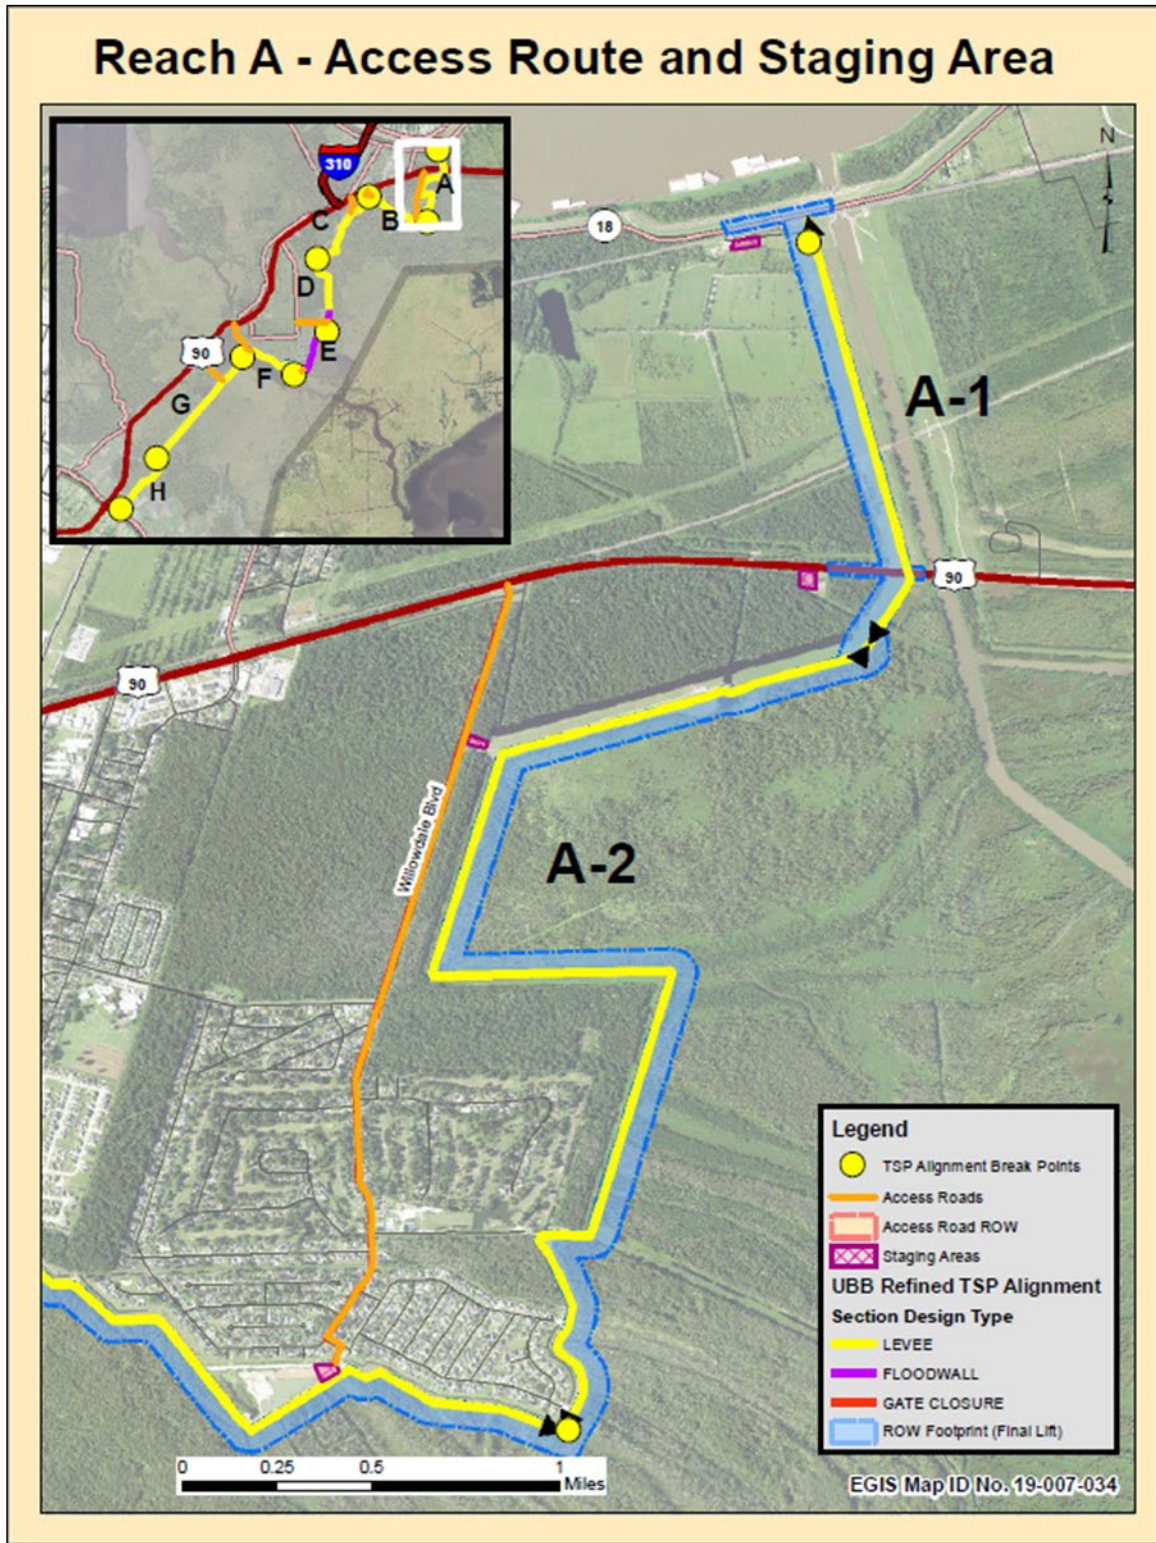 Reach A - Access Route and Staging Area
310
A
C
B
D
E
90
F
G
H
N
18
A-1
90
90
Willowdale Blvd
A-2
Legend
TSP Alignment Break Points
Access Roads
Access Road ROW
Staging Areas
UBB Refined TSP Alignment
Section Design Type
LEVEE
FLOODWALL
GATE CLOSURE
ROW Footprint (Final Lift)
0 0.25 0.5 1
Miles
EGIS Map ID No. 19-007-034